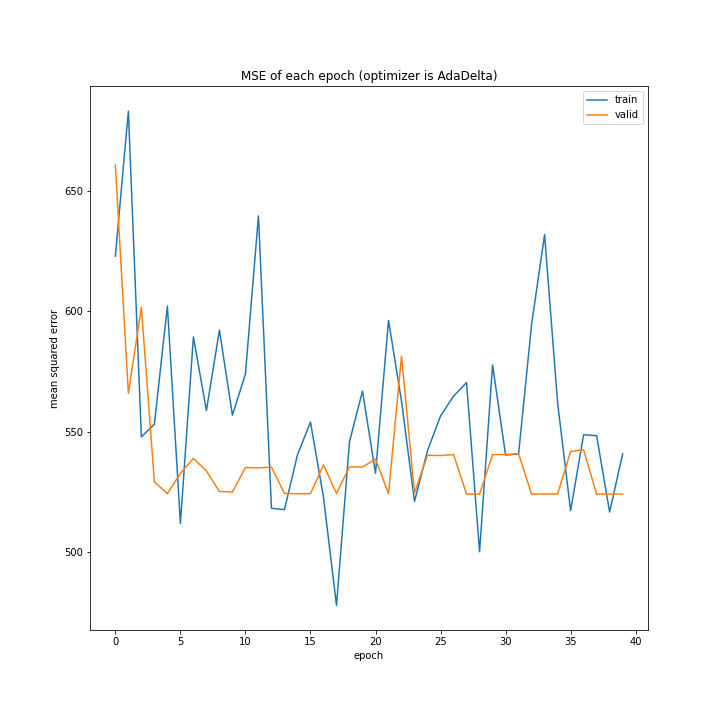 MSE of each epoch (optimizer is AdaDelta)
train
valid
mean squared error
650
600
550
500
0 5 10 15 20 25 30 35 40
epoch